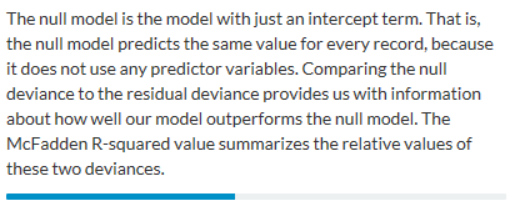 The null model is the model with just an intercept term. That is,
the null model predicts the same value for every record, because
it does not use any predictor variables. Comparing the null
deviance to the residual deviance provides us with information
about how well our model outperforms the null model. The
McFadden R-squared value summarizes the relative values of
these two deviances.